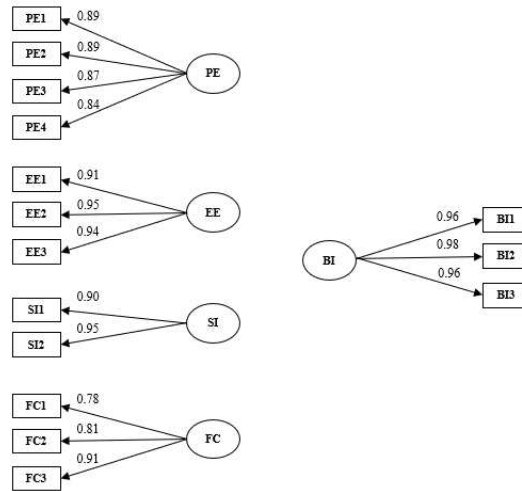 PE1
0.89
PE2
0.89
PE
PE3
0.87
PE4
0.84
EE1
0.91
EE2
0.95
EE
EE3
0.94
SI1
0.90
SI
SI2
0.95
FC1
0.78
FC2
0.81
FC
FC3
0.91
BI
0.96
BI1
0.98
BI2
0.96
BI3